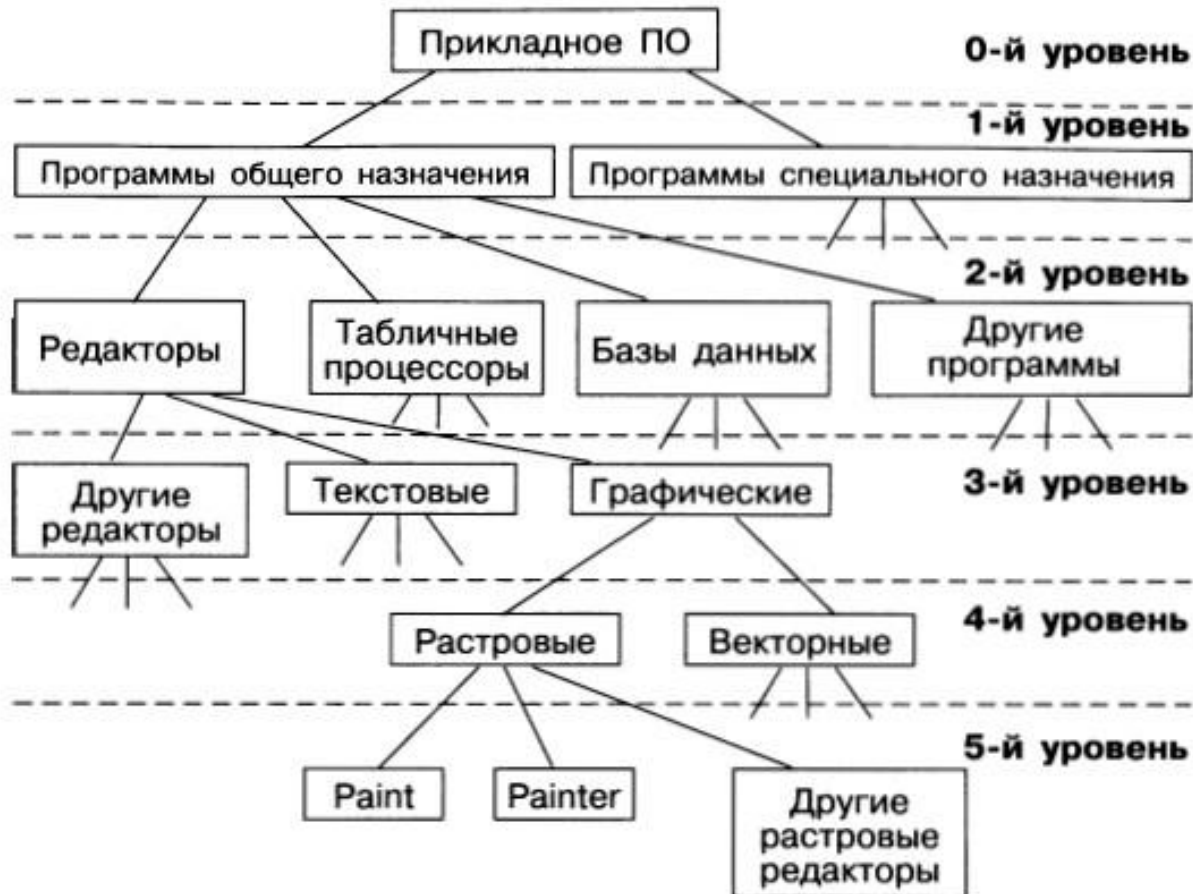 Прикладное ПО
0-й уровень
1-й уровень
Программы общего назначения
Программы специального назначения
2-й уровень
Редакторы
Табличные
процессоры
Базы данных
Другие
программы
3-й уровень
Другие
редакторы
Текстовые
Графические
4-й уровень
Растровые
Векторные
5-й уровень
Paint
Painter
Другие
растровые
редакторы